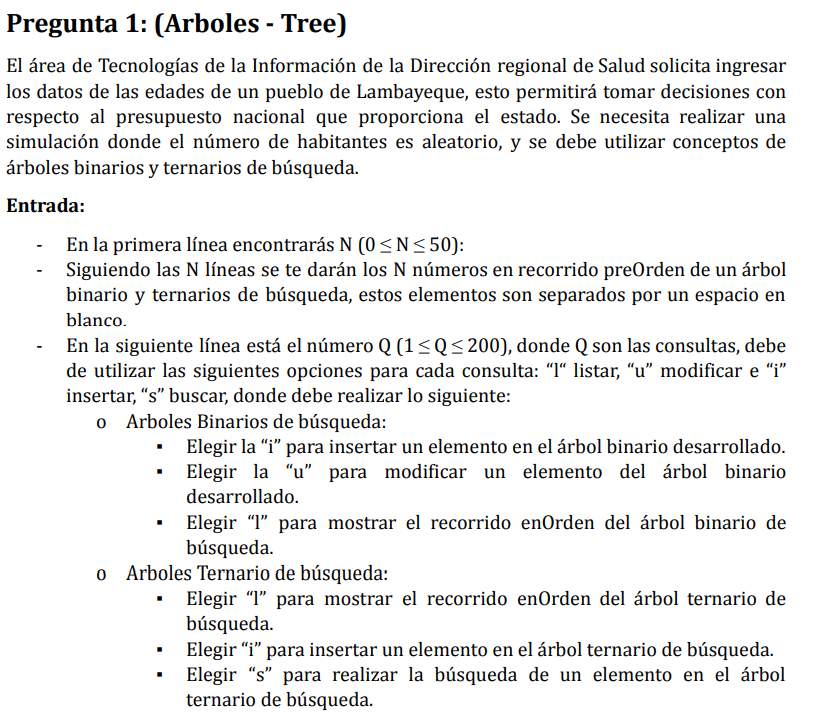 Pregunta 1: (Arboles - Tree)
El área de Tecnologías de la Información de la Dirección regional de Salud solicita ingresar
los datos de las edades de un pueblo de Lambayeque, esto permitirá tomar decisiones con
respecto al presupuesto nacional que proporciona el estado. Se necesita realizar una
simulación donde el número de habitantes es aleatorio, y se debe utilizar conceptos de
árboles binarios y ternarios de búsqueda.
Entrada:
- En la primera línea encontrarás N (0 ≤ N ≤ 50):
- Siguiendo las N líneas se te darán los N números en recorrido preOrden de un árbol
binario y ternarios de búsqueda, estos elementos son separados por un espacio en
blanco.
- En la siguiente línea está el número Q (1 ≤ Q ≤ 200), donde Q son las consultas, debe
de utilizar las siguientes opciones para cada consulta: “l“ listar, “u” modificar e “i”
insertar, “s” buscar, donde debe realizar lo siguiente:
o Arboles Binarios de búsqueda:
▪ Elegir la “i” para insertar un elemento en el árbol binario desarrollado.
▪ Elegir la “u” para modificar un elemento del árbol binario
desarrollado.
▪ Elegir “l” para mostrar el recorrido enOrden del árbol binario de
búsqueda.
o Arboles Ternario de búsqueda:
▪ Elegir “l” para mostrar el recorrido enOrden del árbol ternario de
búsqueda.
▪ Elegir “i” para insertar un elemento en el árbol ternario de búsqueda.
▪ Elegir “s” para realizar la búsqueda de un elemento en el árbol
ternario de búsqueda.